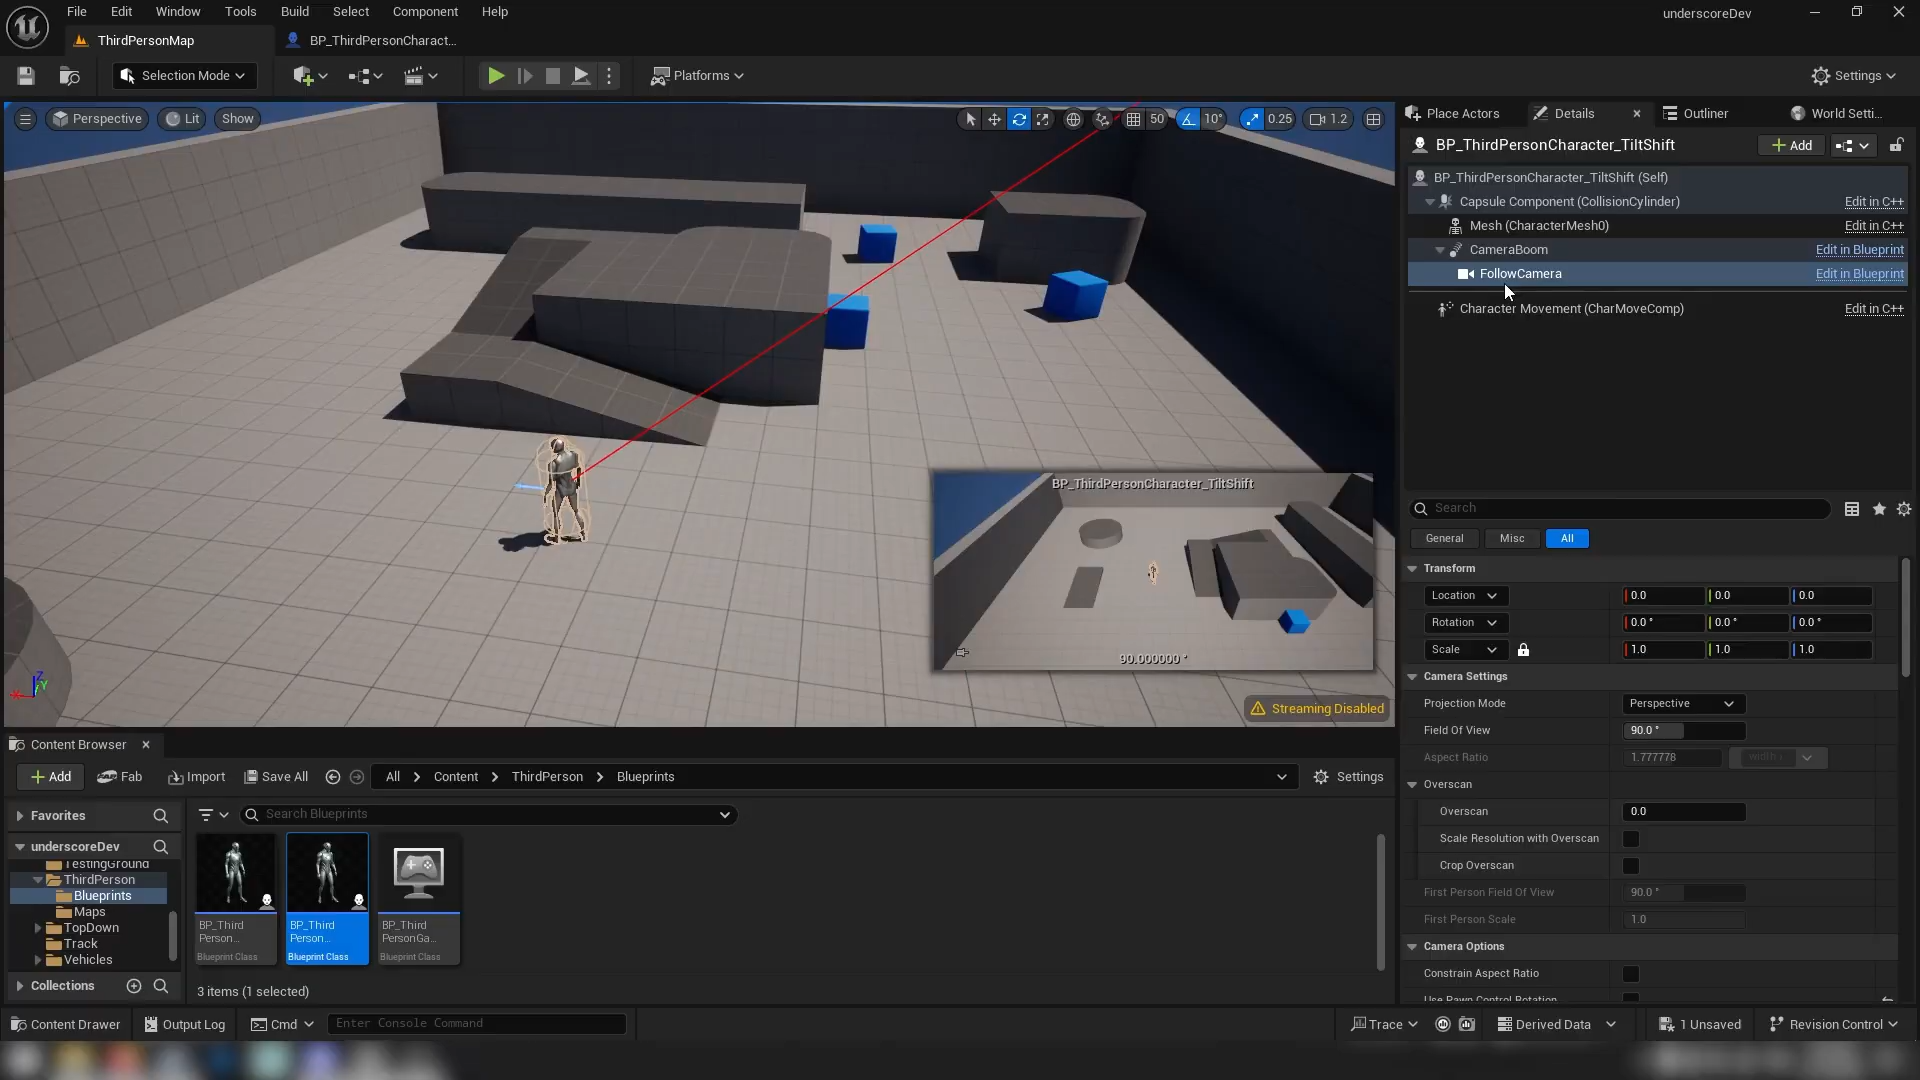 File Edit Window Tools Build Select Component Help
underscoreDev
ThirdPersonMap
BP_ThirdPersonCharact...
Selection Mode
Platforms
Settings
Perspective
Lit
Show
50
10°
0.25
1.2
BP_ThirdPersonCharacter_TiltShift
90.000000 °
Streaming Disabled
Place Actors
Details
Outliner
World Setti...
BP_ThirdPersonCharacter_TiltShift
Add
BP_ThirdPersonCharacter_TiltShift (Self)
Capsule Component (CollisionCylinder) Edit in C++
Mesh (CharacterMesh0) Edit in C++
CameraBoom Edit in Blueprint
FollowCamera Edit in Blueprint
Character Movement (CharMoveComp) Edit in C++
Search
General Misc All
Transform
Location 0.0 0.0 0.0
Rotation 0.0 ° 0.0 ° 0.0 °
Scale 1.0 1.0 1.0
Camera Settings
Projection Mode Perspective
Field Of View 90.0 °
Aspect Ratio 1.777778
Overscan
Overscan 0.0
Scale Resolution with Overscan
Crop Overscan
First Person Field Of View 90.0 °
First Person Scale 1.0
Camera Options
Constrain Aspect Ratio
Use Pawn Control Rotation
Content Browser
Add Fab Import Save All All Content ThirdPerson Blueprints Settings
Favorites
Search Blueprints
underscoreDev
TestingGround
ThirdPerson
Blueprints
Maps
TopDown
Track
Vehicles
Collections
BP_Third
Person...
Blueprint Class
BP_Third
Person...
Blueprint Class
BP_Third
PersonGa...
Blueprint Class
3 items (1 selected)
Content Drawer Output Log Cmd Enter Console Command Trace Derived Data 1 Unsaved Revision Control
X
Y
Z